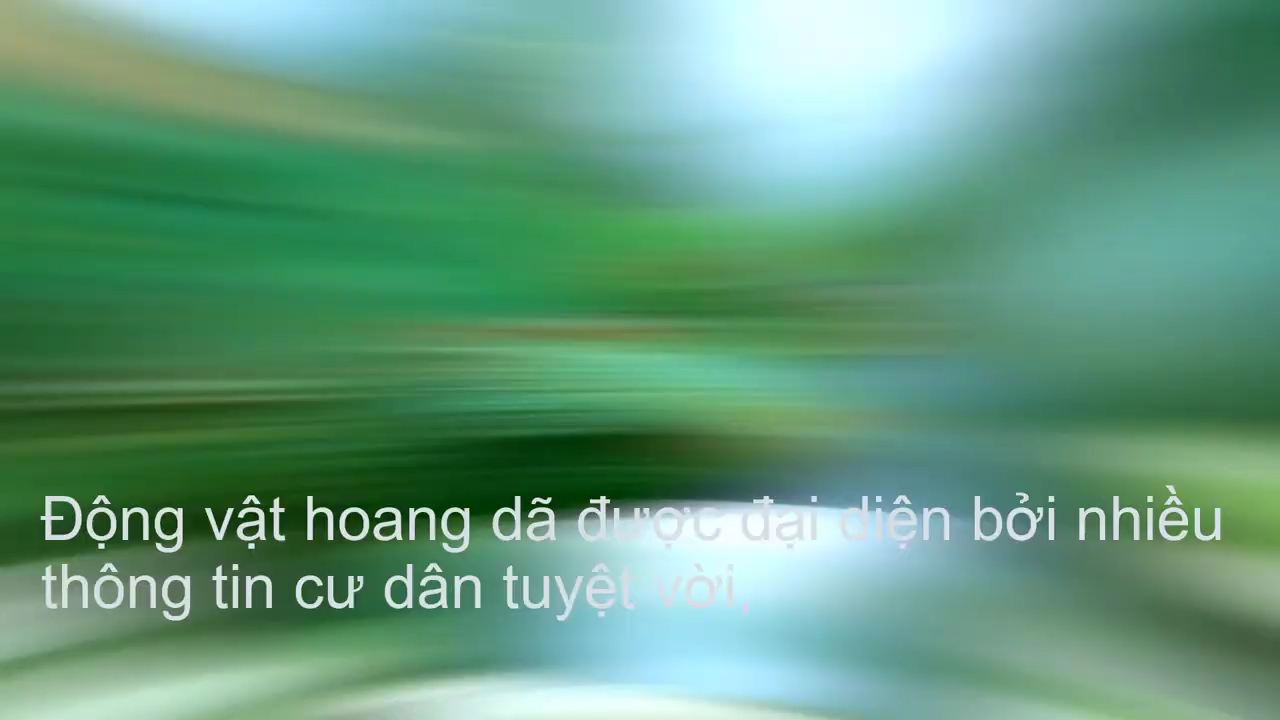 Động vật hoang dã được đại diện bởi nhiều
thông tin cư dân tuyệt vời,